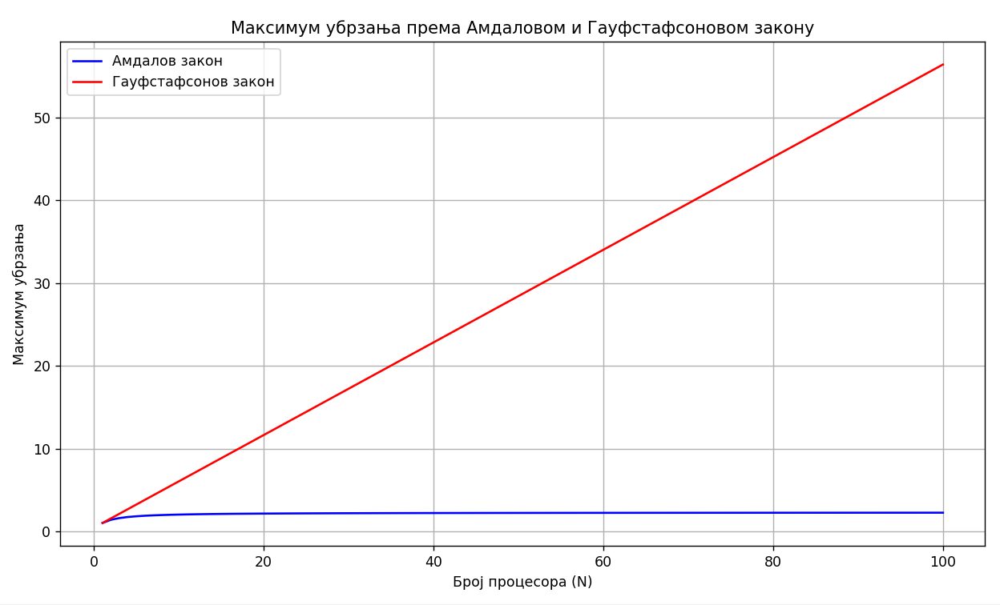 Максимум убрзања према Амдаловом и Гауфстафсоновом закону
Амдалов закон
Гауфстафсонов закон
50
40
30
20
10
0
Максимум убрзања
0 20 40 60 80 100
Број процесора (N)